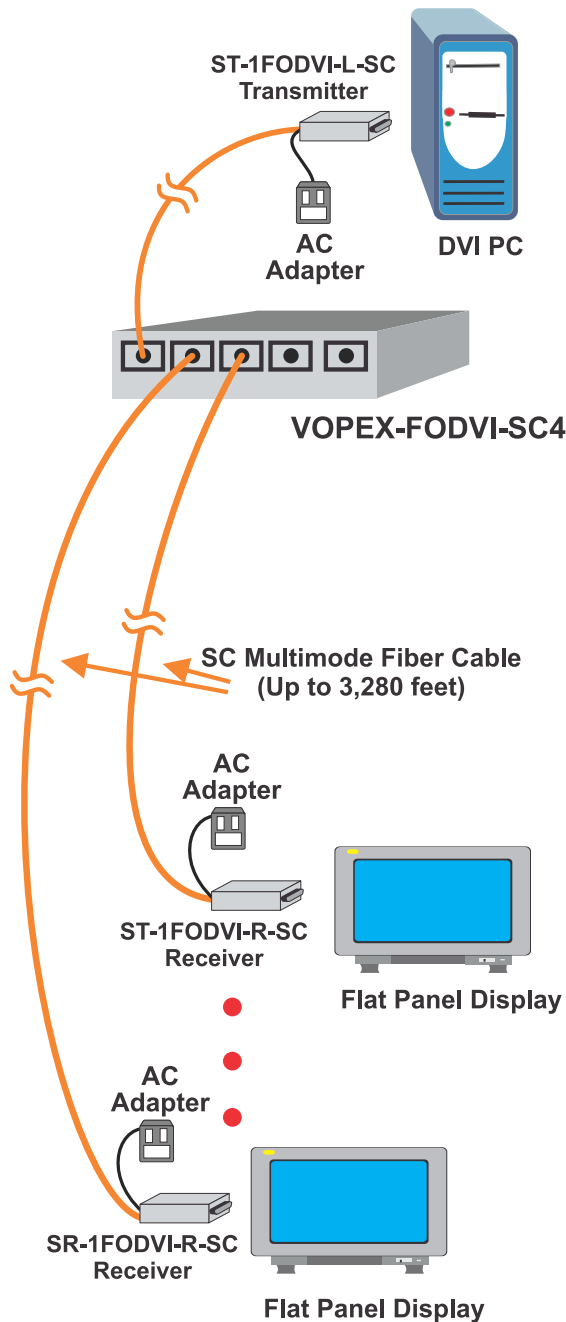 ST-1FODVI-L-SC
Transmitter
AC
Adapter
DVI PC
VOPEX-FODVI-SC4
SC Multimode Fiber Cable
(Up to 3,280 feet)
AC
Adapter
ST-1FODVI-R-SC
Receiver
Flat Panel Display
AC
Adapter
SR-1FODVI-R-SC
Receiver
Flat Panel Display